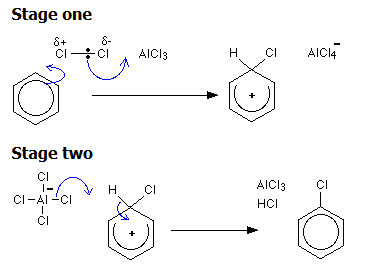 Stage one
δ+ δ-
Cl Cl AlCl3
H Cl AlCl4 −
+
Stage two
Cl
−
Cl Al Cl
Cl
H Cl
+
AlCl3
HCl
Cl